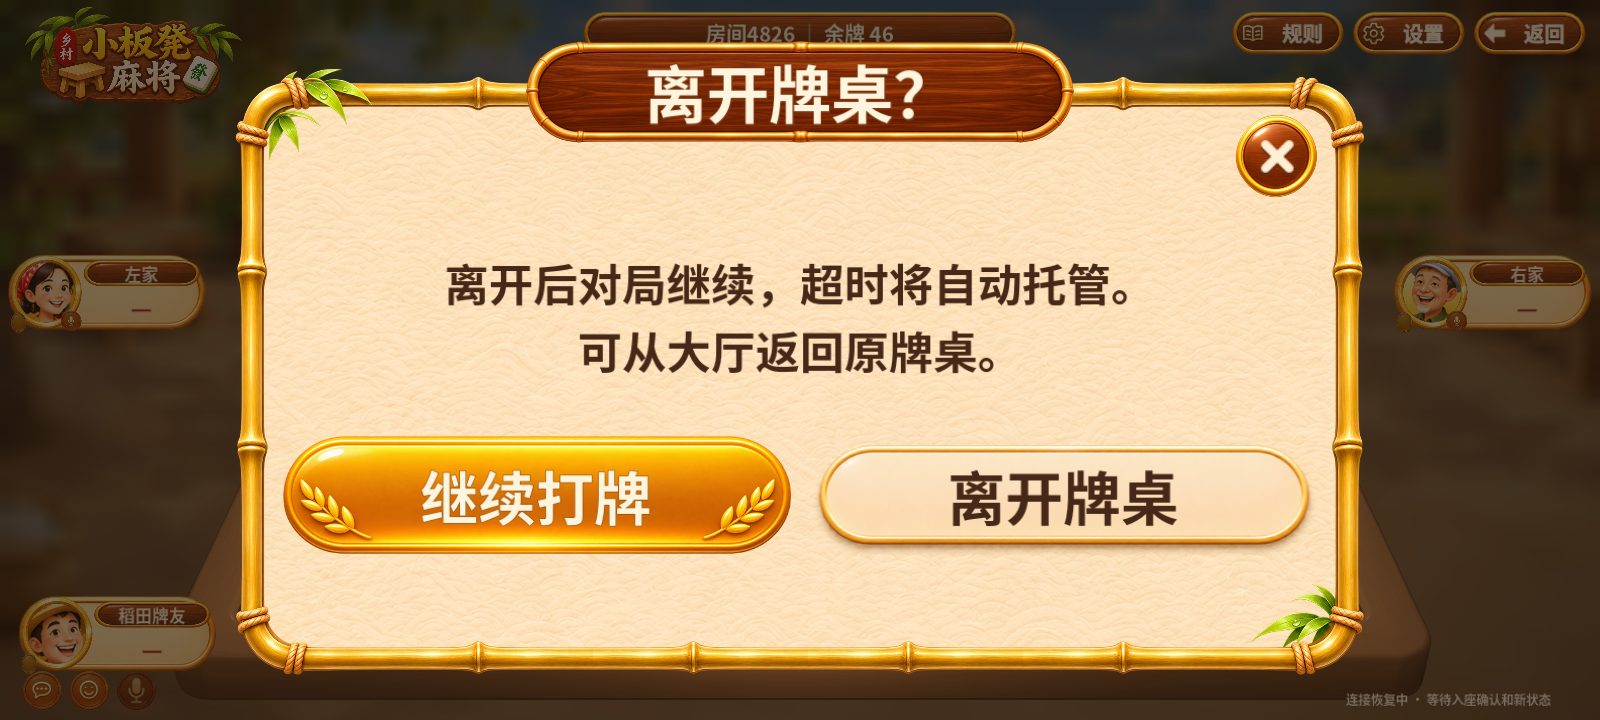 乡村
小板發
麻将
發
房间4826 | 余牌 46
规则
设置
返回
离开牌桌?
左家
—
右家
—
离开后对局继续，超时将自动托管。
可从大厅返回原牌桌。
继续打牌
离开牌桌
稻田牌友
—
连接恢复中 · 等待入座确认和新状态